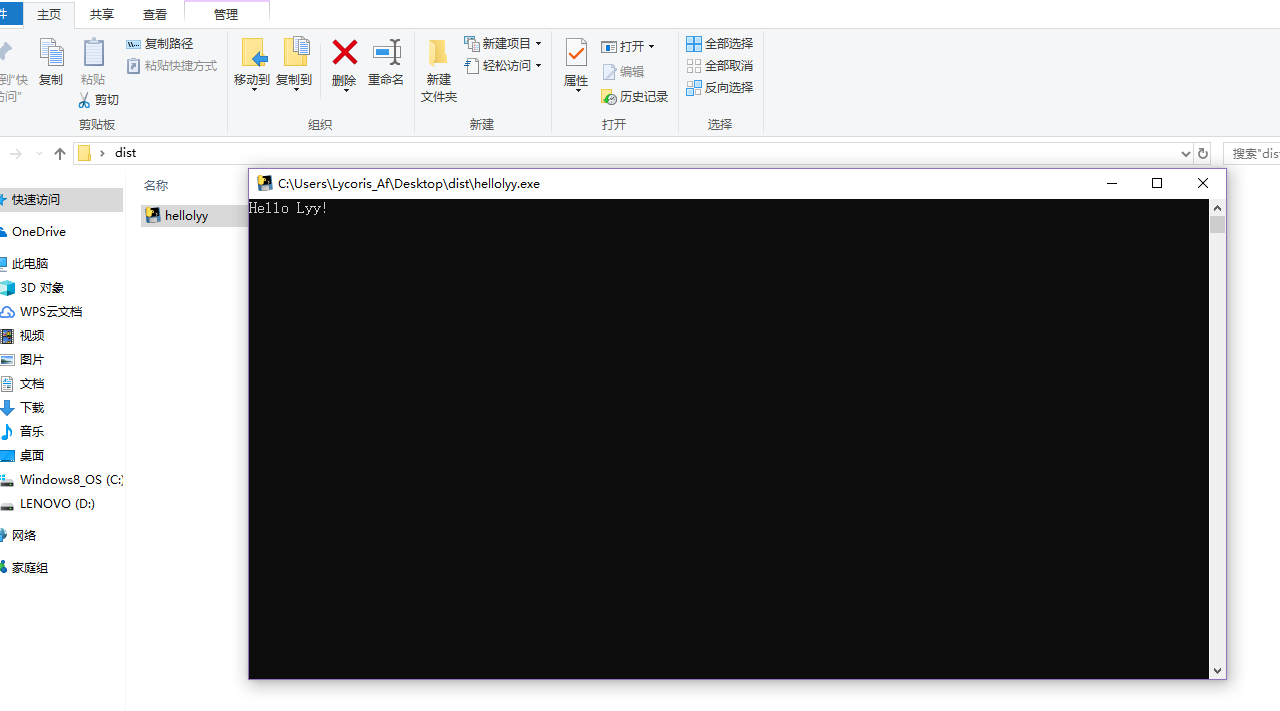 件
主页
共享
查看
管理
到"快
访问"
复制
粘贴
复制路径
粘贴快捷方式
剪切
剪贴板
移动到
复制到
删除
重命名
组织
新建
文件夹
新建项目
轻松访问
新建
属性
打开
编辑
历史记录
打开
全部选择
全部取消
反向选择
选择
dist
搜索"dist
快速访问
OneDrive
此电脑
3D 对象
WPS云文档
视频
图片
文档
下载
音乐
桌面
Windows8_OS (C:)
LENOVO (D:)
网络
家庭组
名称
hellolyy
C:\Users\Lycoris_Af\Desktop\dist\hellolyy.exe
Hello Lyy!